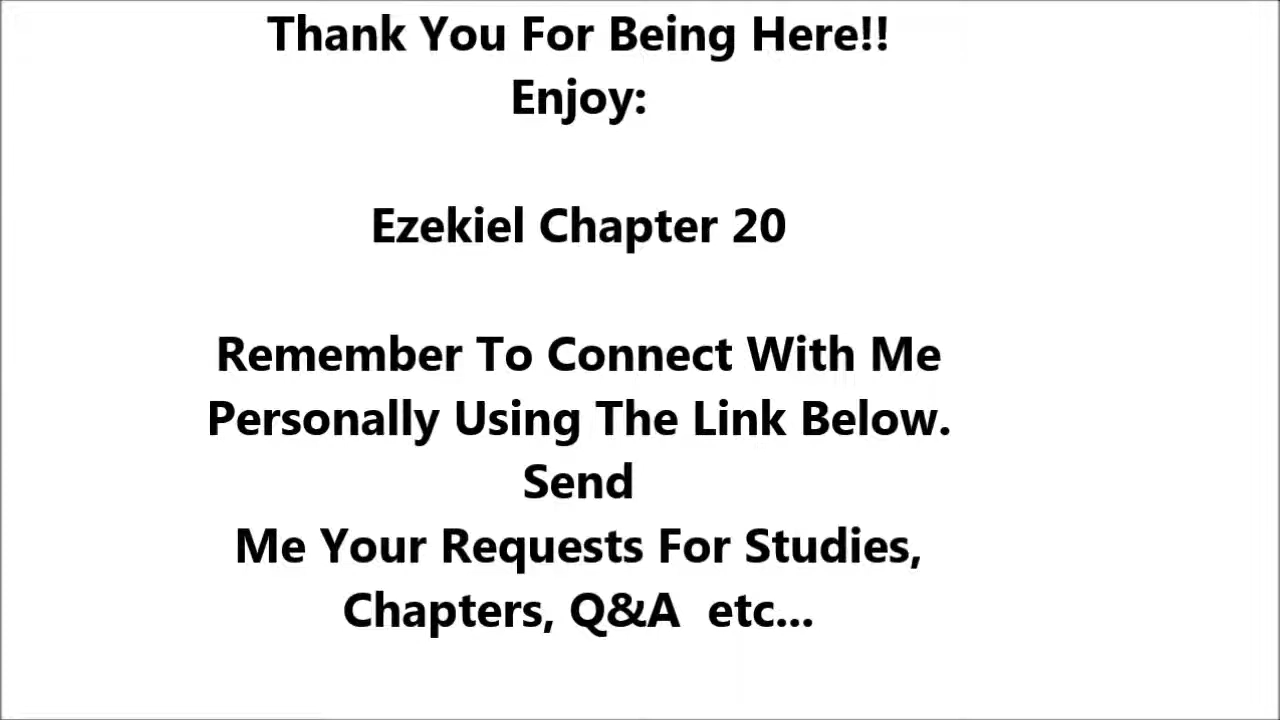 Thank You For Being Here!!
Enjoy:
Ezekiel Chapter 20
Remember To Connect With Me
Personally Using The Link Below.
Send
Me Your Requests For Studies,
Chapters, Q&A  etc...